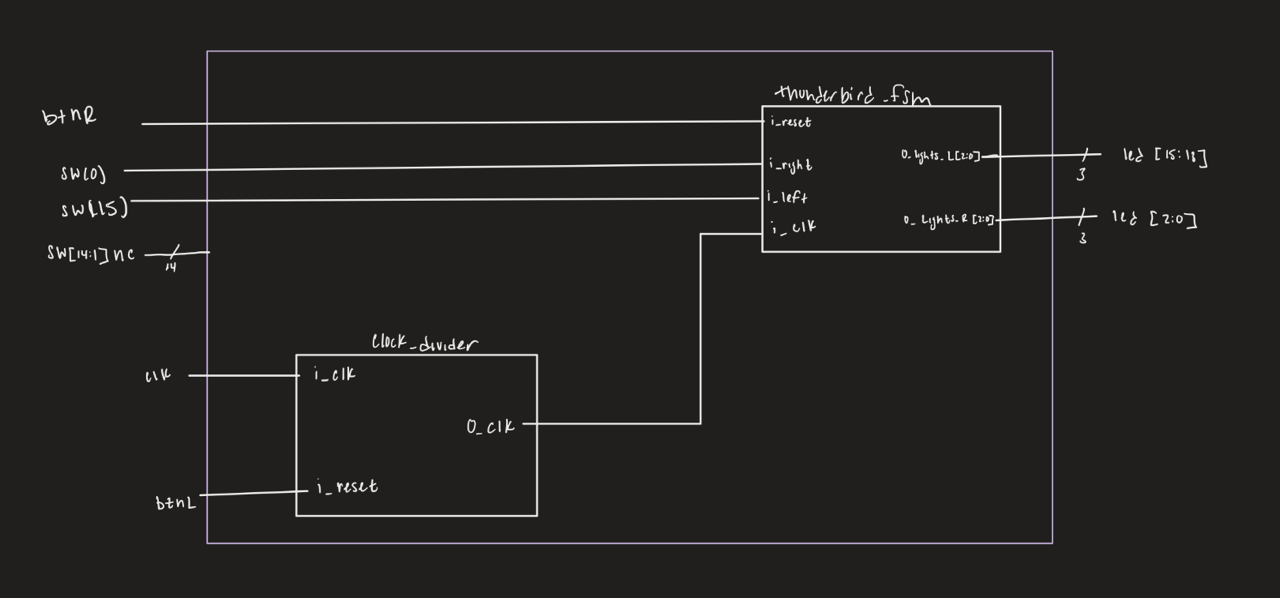 thunderbird_fsm
btnR
i_reset
sw(0)
i_right
o_lights_L[2:0]
3
led [15:13]
sw[15)
i_left
i_clk
o_lights_R [2:0]
3
led [2:0]
SW[14:1] nc
14
clock_divider
clk
i_clk
o_clk
i_reset
btnL